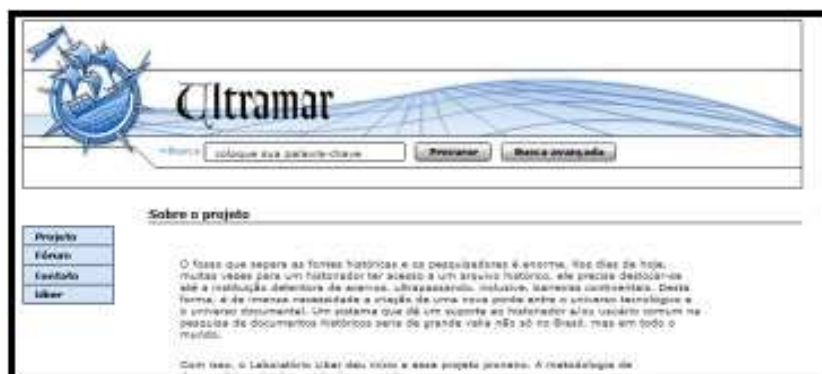 Ultramar
Busca coloque sua palavra-chave Procurar Busca avançada
Sobre o projeto
Projeto
Fórum
Contato
Liber
O fosso que separa as fontes históricas e os pesquisadores é enorme. Nos dias de hoje,
muitas vezes para um historiador ter acesso a um arquivo histórico, ele precisa deslocar-se
até a instituição detentora de acervos, ultrapassando, inclusive, barreiras continentais. Desta
forma, é de imensa necessidade a criação de uma nova ponte entre o universo tecnológico e
o universo documental. Um sistema que dê um suporte ao historiador e/ou usuário comum na
pesquisa de documentos históricos seria de grande valia não só no Brasil, mas em todo o
mundo.
Com isso, o Laboratório Liber deu início a esse projeto pioneiro. A metodologia de